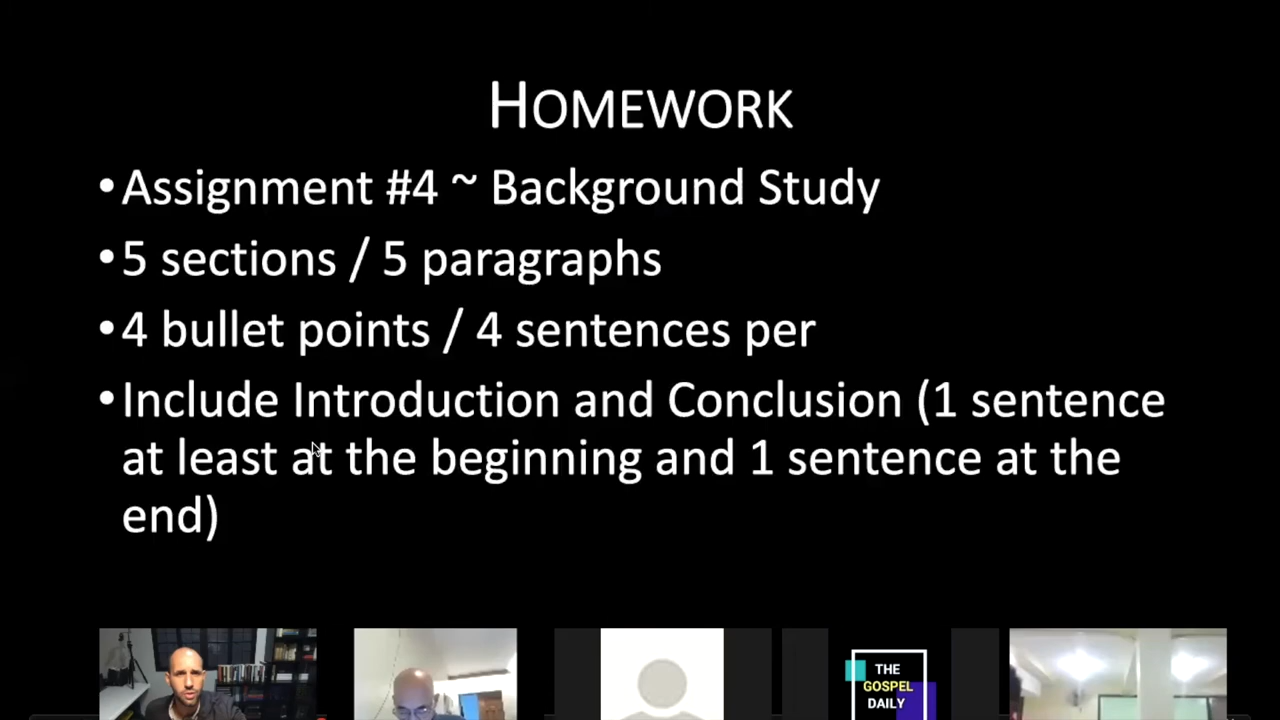 HOMEWORK
•Assignment #4 ~ Background Study
•5 sections / 5 paragraphs
•4 bullet points / 4 sentences per
•Include Introduction and Conclusion (1 sentence
at least at the beginning and 1 sentence at the
end)
THE
GOSPEL
DAILY